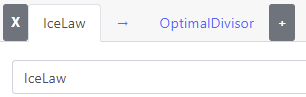 X IceLaw → OptimalDivisor +
IceLaw